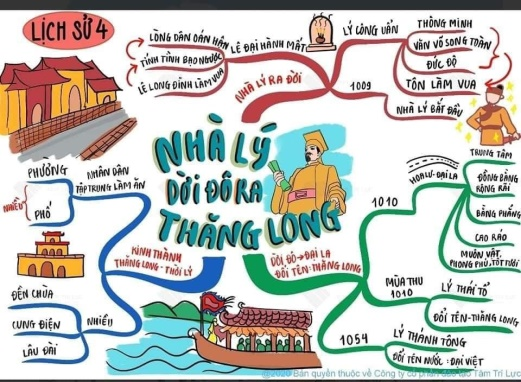 LỊCH SỬ 4
NHÀ LÝ
DỜI ĐÔ RA
THĂNG LONG
NHÀ LÝ RA ĐỜI
LÊ ĐẠI HÀNH MẤT
LÒNG DÂN OÁN HẬN
TÍNH TÌNH BẠO NGƯỢC
LÊ LONG ĐĨNH LÀM VUA
1009
LÝ CÔNG UẨN
THÔNG MINH
VĂN VÕ SONG TOÀN
ĐỨC ĐỘ
TÔN LÀM VUA
NHÀ LÝ BẮT ĐẦU
DỜI ĐÔ → ĐẠI LA
ĐỔI TÊN: THĂNG LONG
1010
HOA LƯ - ĐẠI LA
TRUNG TÂM
ĐỒNG BẰNG
RỘNG RÃI
BẰNG PHẲNG
CAO RÁO
MUÔN VẬT,
PHONG PHÚ, TỐT TƯƠI
MÙA THU
1010
LÝ THÁI TỔ
ĐỔI TÊN - THĂNG LONG
1054
LÝ THÁNH TÔNG
ĐỔI TÊN NƯỚC: ĐẠI VIỆT
KINH THÀNH
THĂNG LONG - THỜI LÝ
NHÂN DÂN
TẬP TRUNG LÀM ĂN
NHIỀU
PHƯỜNG
PHỐ
NHIỀU
ĐỀN CHÙA
CUNG ĐIỆN
LÂU ĐÀI
© 2020 Bản quyền thuộc về Công ty cổ phần đào tạo Tâm Trí Lực